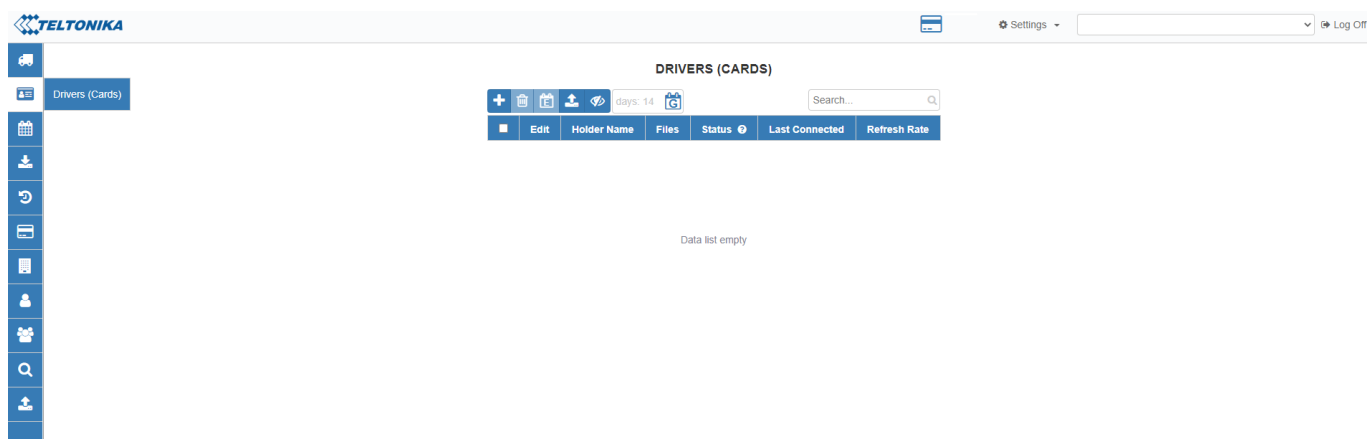 TELTONIKA
Settings
Log Off
DRIVERS (CARDS)
Drivers (Cards)
E
days: 14
G
Search...
Edit Holder Name Files Status Last Connected Refresh Rate
Data list empty